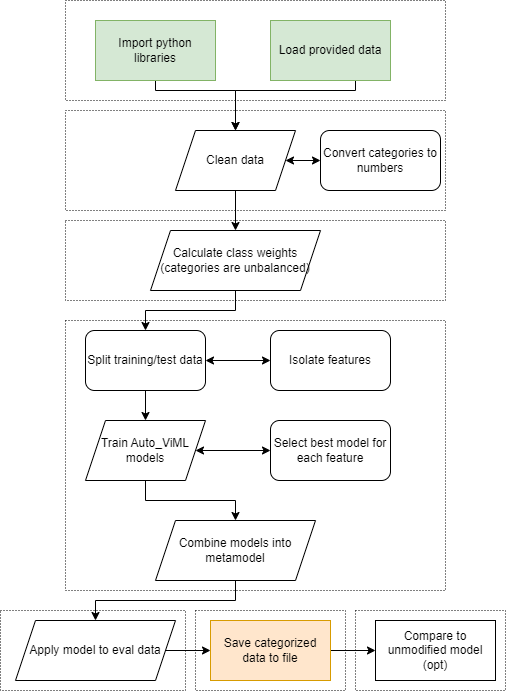 Import python
libraries
Load provided data
Clean data
Convert categories to
numbers
Calculate class weights
(categories are unbalanced)
Split training/test data
Isolate features
Train Auto_ViML
models
Select best model for
each feature
Combine models into
metamodel
Apply model to eval data
Save categorized
data to file
Compare to
unmodified model
(opt)